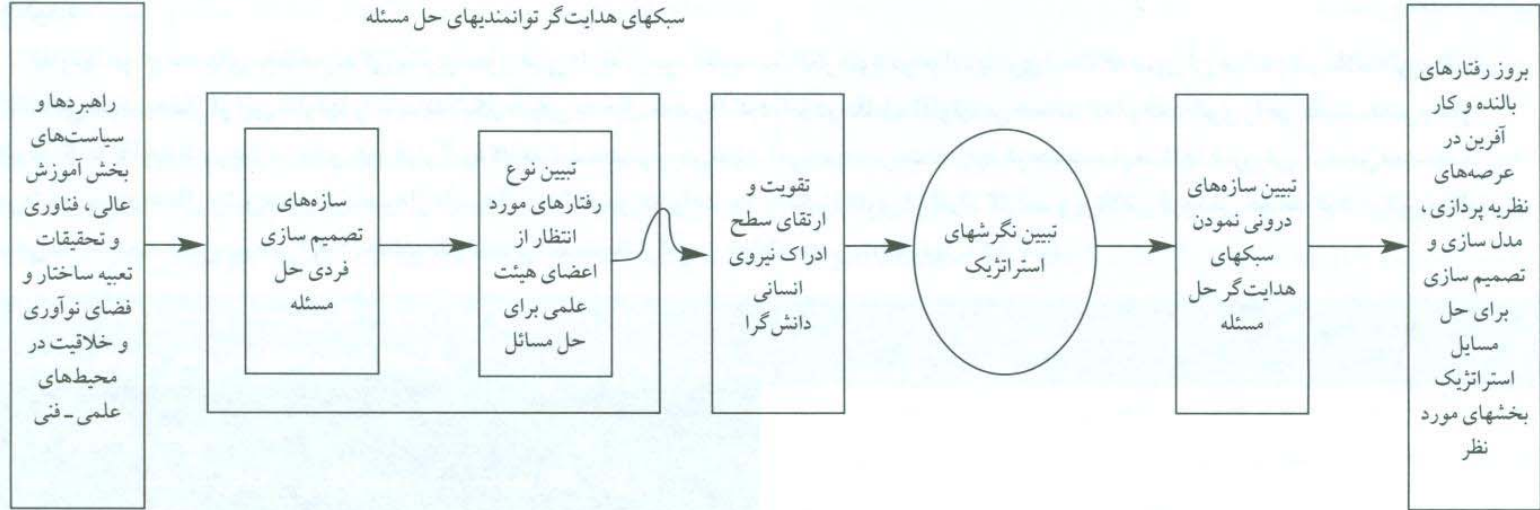 سبکهای هدایت‌گر توانمندیهای حل مسئله
راهبردها و
سیاست‌های
بخش آموزش
عالی، فناوری
و تحقیقات
تعبیه ساختار و
فضای نوآوری
و خلاقیت در
محیطهای
علمی ـ فنی
سازه‌های
تصمیم سازی
فردی حل
مسئله
تبیین نوع
رفتارهای مورد
انتظار از
اعضای هیئت
علمی برای
حل مسائل
تقویت و
ارتقای سطح
ادراک نیروی
انسانی
دانش‌گرا
تبیین نگرشهای
استراتژیک
تبیین سازه‌های
درونی نمودن
سبکهای
هدایت‌گر حل
مسئله
بروز رفتارهای
بالنده و کار
آفرین در
عرصه‌های
نظریه پردازی ،
مدل سازی و
تصمیم سازی
برای حل
مسایل
استراتژیک
بخشهای مورد
نظر